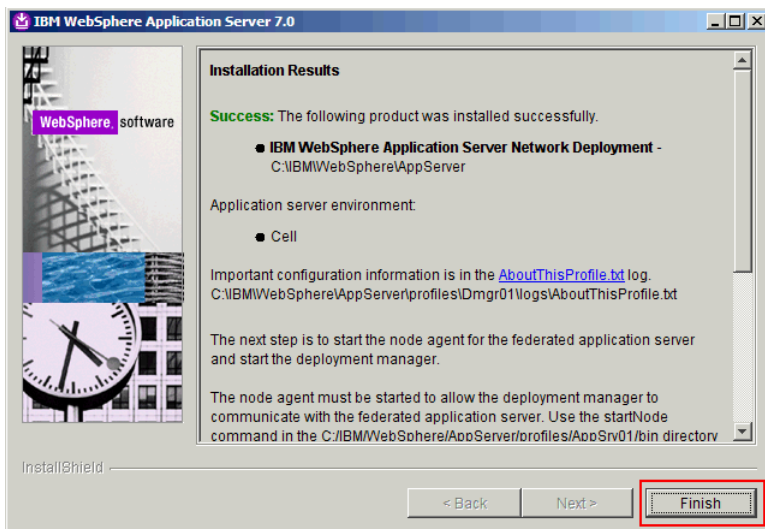 IBM WebSphere Application Server 7.0
WebSphere. software
Installation Results
Success: The following product was installed successfully.
IBM WebSphere Application Server Network Deployment -
C:\IBM\WebSphere\AppServer
Application server environment:
Cell
Important configuration information is in the AboutThisProfile.txt log.
C:\IBM\WebSphere\AppServer\profiles\Dmgr01\logs\AboutThisProfile.txt
The next step is to start the node agent for the federated application server
and start the deployment manager.
The node agent must be started to allow the deployment manager to
communicate with the federated application server. Use the startNode
command in the C:/IBM/WebSphere/AppServer/profiles/AppSrv01/bin directory
InstallShield
< Back
Next >
Finish